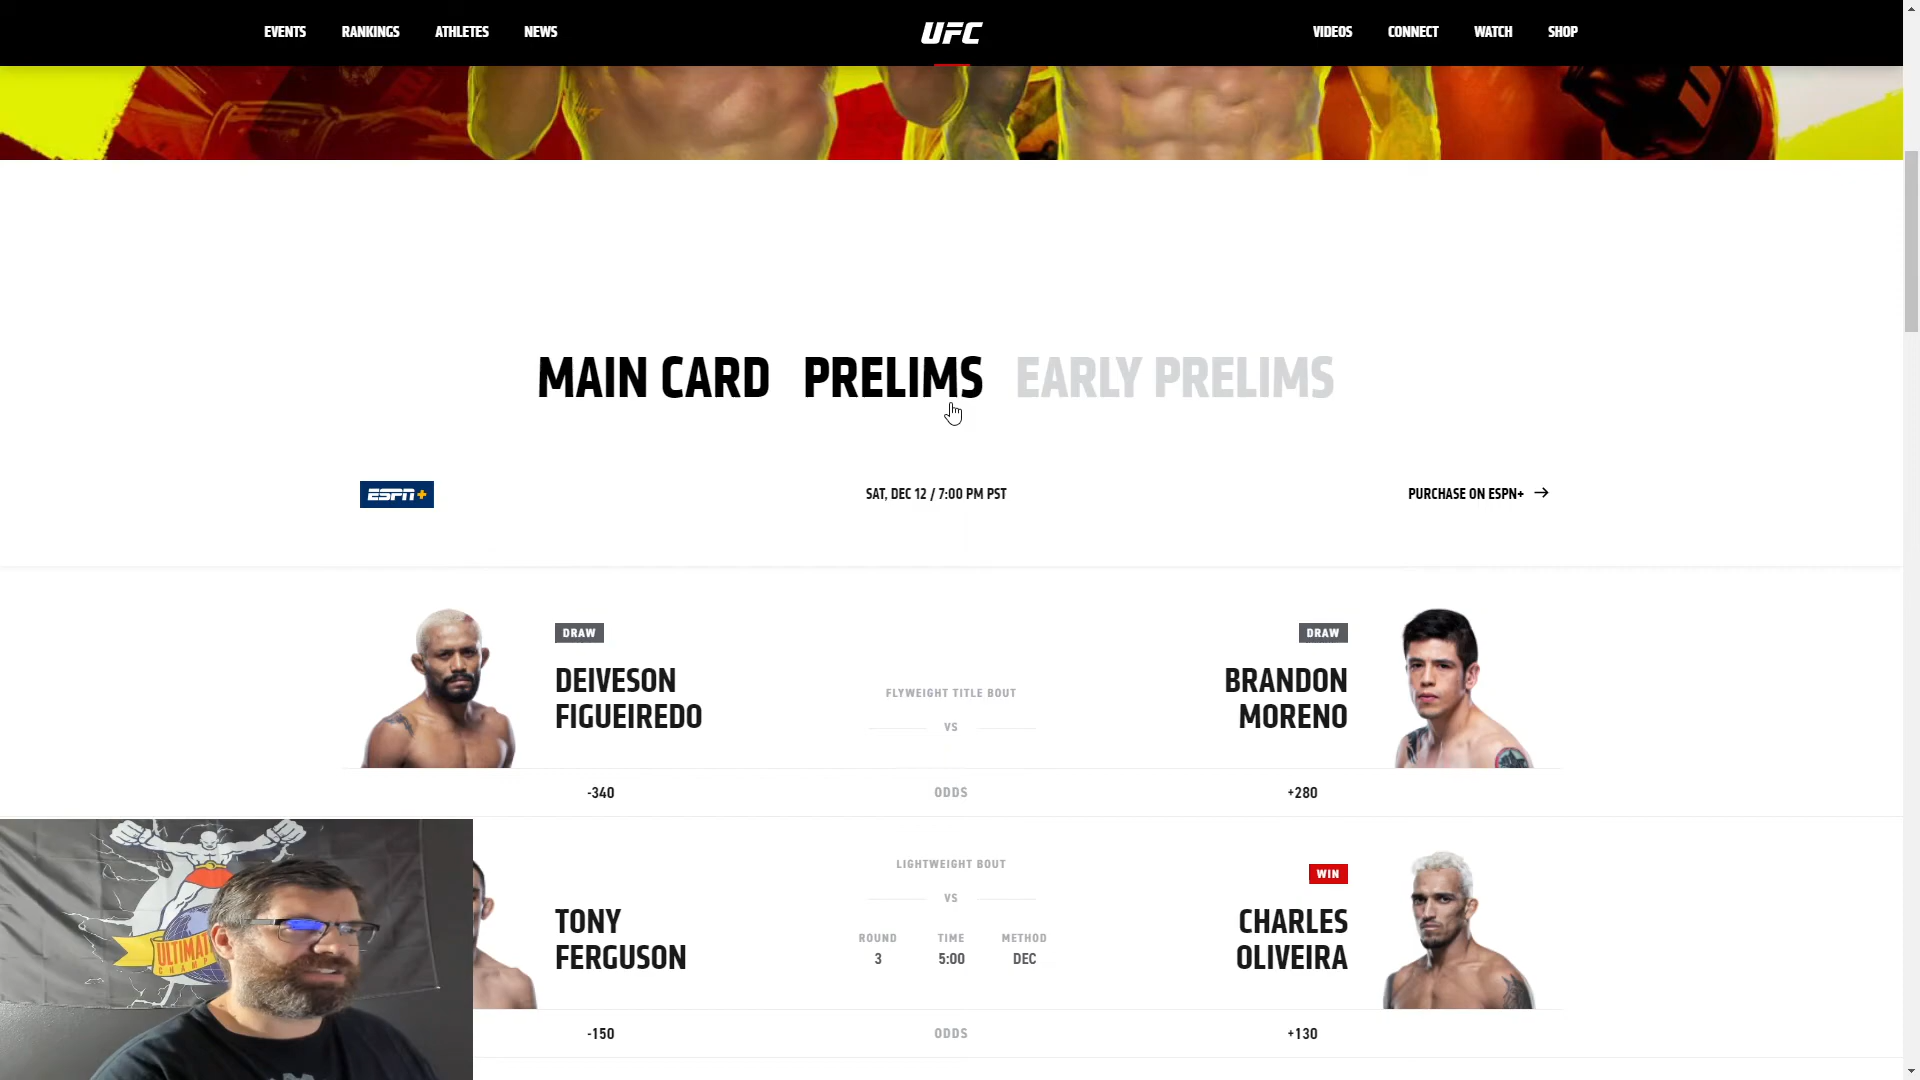 EVENTS RANKINGS ATHLETES NEWS UFC VIDEOS CONNECT WATCH SHOP
MAIN CARD PRELIMS EARLY PRELIMS
ESPN+ SAT, DEC 12 / 7:00 PM PST PURCHASE ON ESPN+
DRAW DRAW
DEIVESON
FIGUEIREDO
FLYWEIGHT TITLE BOUT
VS
BRANDON
MORENO
-340 ODDS +280
LIGHTWEIGHT BOUT
WIN
VS
TONY
FERGUSON
ROUND TIME METHOD
3 5:00 DEC
CHARLES
OLIVEIRA
-150 ODDS +130